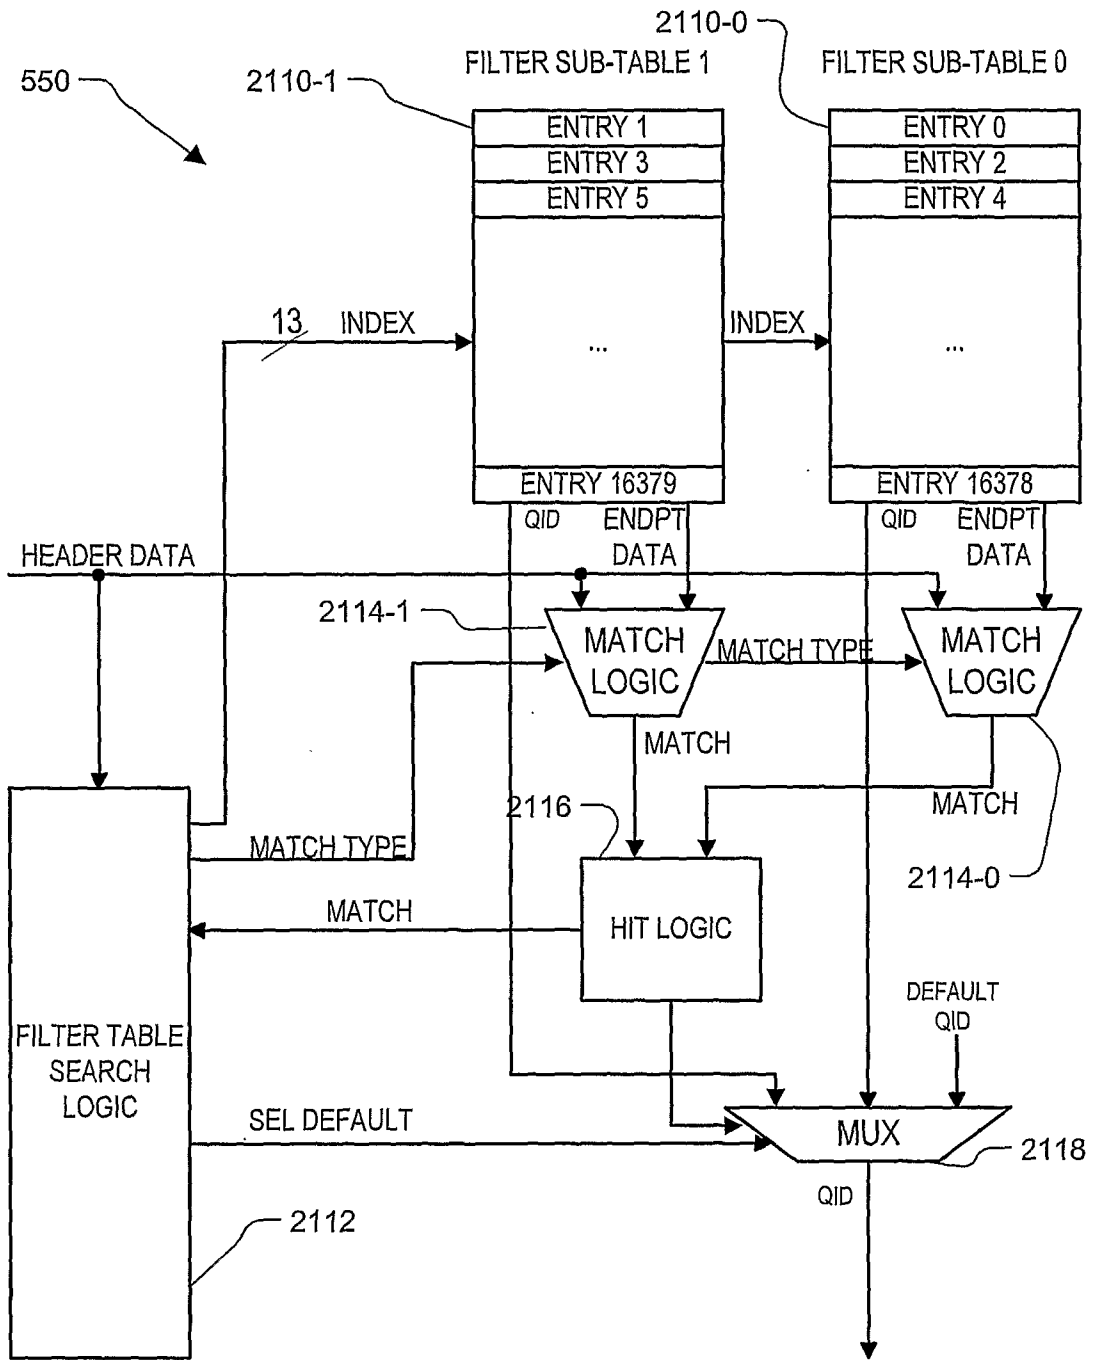 2110-0
FILTER SUB-TABLE 1
FILTER SUB-TABLE 0
550
2110-1
ENTRY 1
ENTRY 0
ENTRY 3
ENTRY 2
ENTRY 5
ENTRY 4
13
INDEX
INDEX
...
...
ENTRY 16379
ENTRY 16378
QID
ENDPT
DATA
QID
ENDPT
DATA
HEADER DATA
2114-1
MATCH
LOGIC
MATCH TYPE
MATCH
LOGIC
MATCH
2116
MATCH
MATCH TYPE
2114-0
MATCH
HIT LOGIC
DEFAULT
QID
FILTER TABLE
SEARCH
LOGIC
SEL DEFAULT
MUX
2118
QID
2112